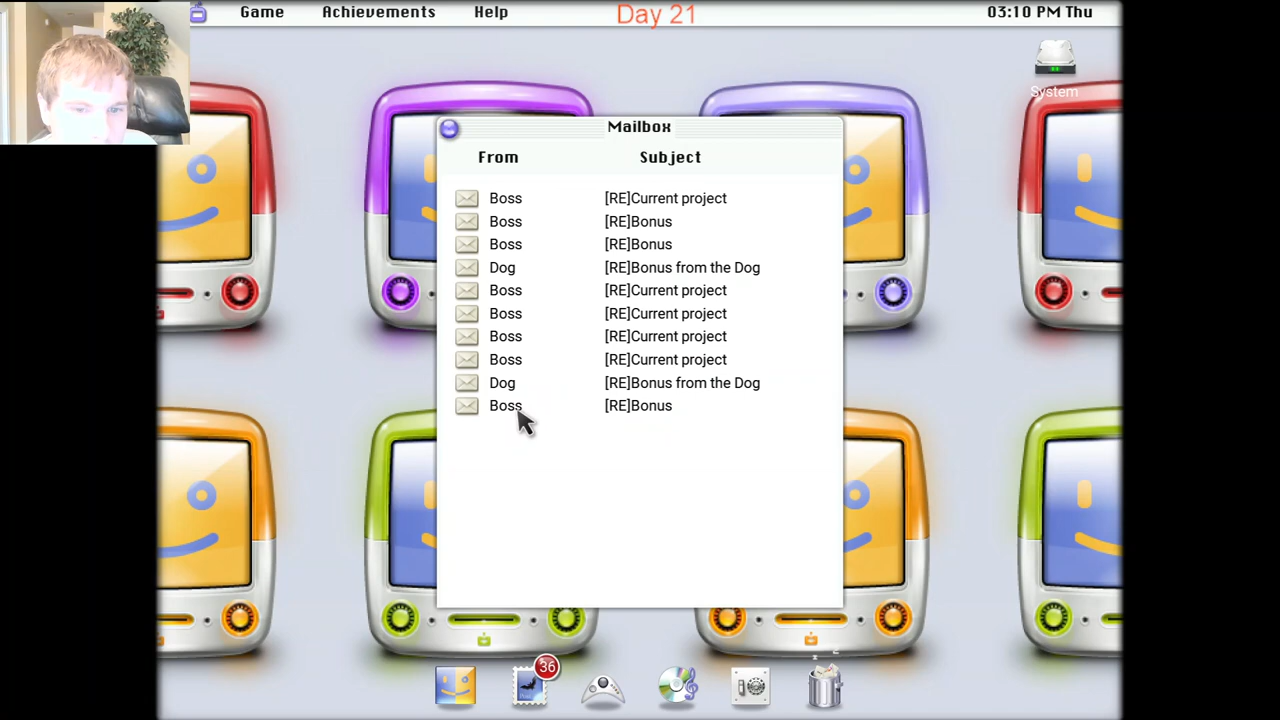 Game Achievements Help Day 21 03:10 PM Thu
System
Mailbox
From Subject
Boss [RE]Current project
Boss [RE]Bonus
Boss [RE]Bonus
Dog [RE]Bonus from the Dog
Boss [RE]Current project
Boss [RE]Current project
Boss [RE]Current project
Boss [RE]Current project
Dog [RE]Bonus from the Dog
Boss [RE]Bonus
36